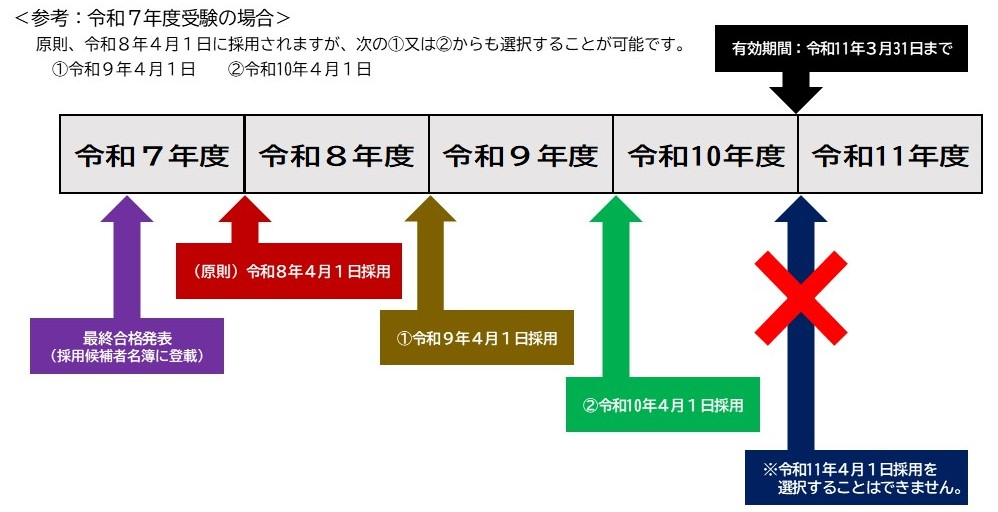 ＜参考：令和７年度受験の場合＞
原則、令和８年４月１日に採用されますが、次の①又は②からも選択することが可能です。
①令和９年４月１日　　②令和10年４月１日
有効期間：令和11年３月31日まで
令和７年度
令和８年度
令和９年度
令和10年度
令和11年度
（原則）令和８年４月１日採用
最終合格発表
（採用候補者名簿に登載）
①令和９年４月１日採用
②令和10年４月１日採用
※令和11年４月１日採用を
選択することはできません。